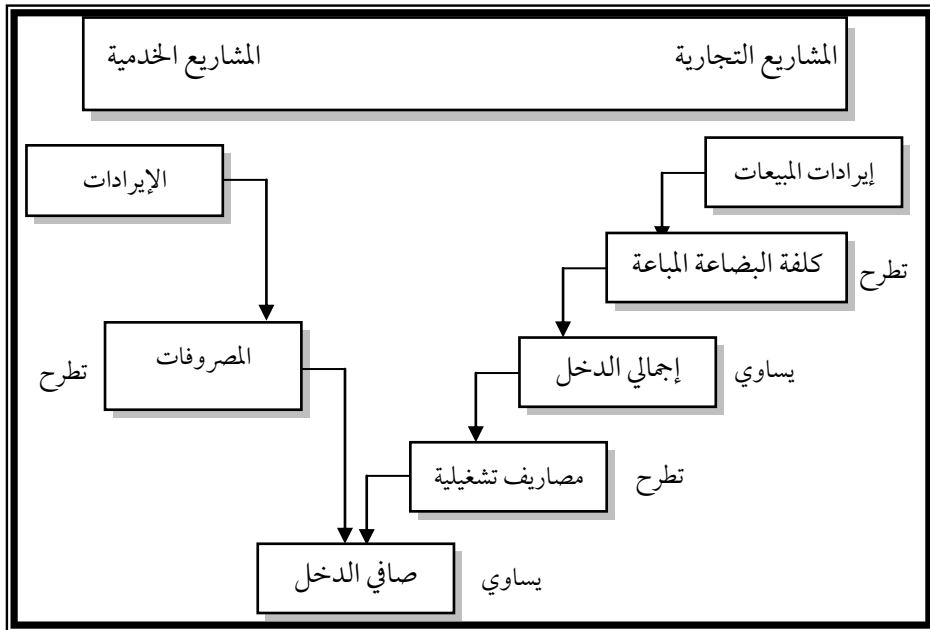 المشاريع التجارية
المشاريع الخدمية
إيرادات المبيعات
الإيرادات
كلفة البضاعة المباعة
تطرح
المصروفات
تطرح
إجمالي الدخل
يساوي
مصاريف تشغيلية
تطرح
صافي الدخل
يساوي